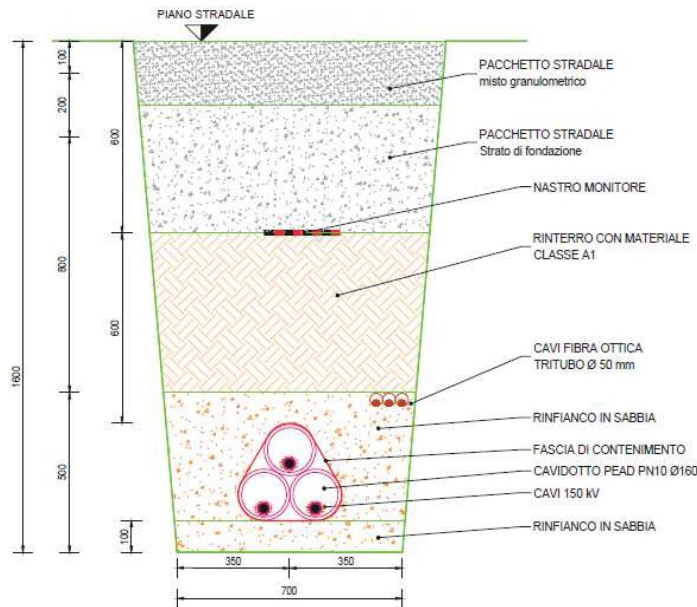 PIANO STRADALE
100
200
600
800
600
1600
500
100
PACCHETTO STRADALE
misto granulometrico
PACCHETTO STRADALE
Strato di fondazione
NASTRO MONITORE
RINTERRO CON MATERIALE
CLASSE A1
CAVI FIBRA OTTICA
TRITUBO Ø 50 mm
RINFIANCO IN SABBIA
FASCIA DI CONTENIMENTO
CAVIDOTTO PEAD PN10 Ø160
CAVI 150 kV
RINFIANCO IN SABBIA
350
350
700